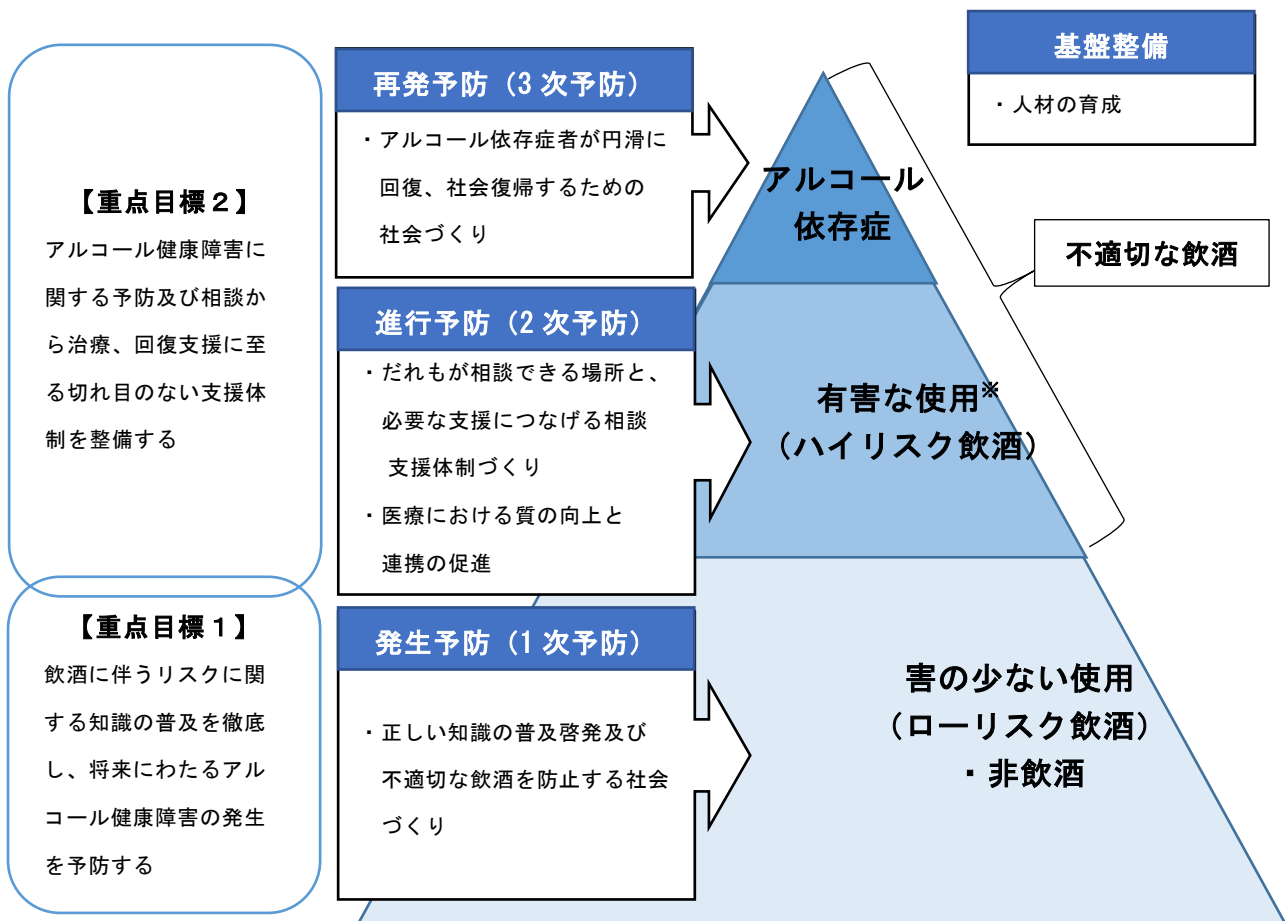 【重点目標２】
アルコール健康障害に
関する予防及び相談か
ら治療、回復支援に至
る切れ目のない支援体
制を整備する
【重点目標１】
飲酒に伴うリスクに関
する知識の普及を徹底
し、将来にわたるアル
コール健康障害の発生
を予防する
再発予防（3 次予防）
・アルコール依存症者が円滑に
回復、社会復帰するための
社会づくり
進行予防（2 次予防）
・だれもが相談できる場所と、
必要な支援につなげる相談
支援体制づくり
・医療における質の向上と
連携の促進
発生予防（1 次予防）
・正しい知識の普及啓発及び
不適切な飲酒を防止する社会
づくり
アルコール
依存症
有害な使用※
（ハイリスク飲酒）
害の少ない使用
（ローリスク飲酒）
・非飲酒
基盤整備
・人材の育成
不適切な飲酒